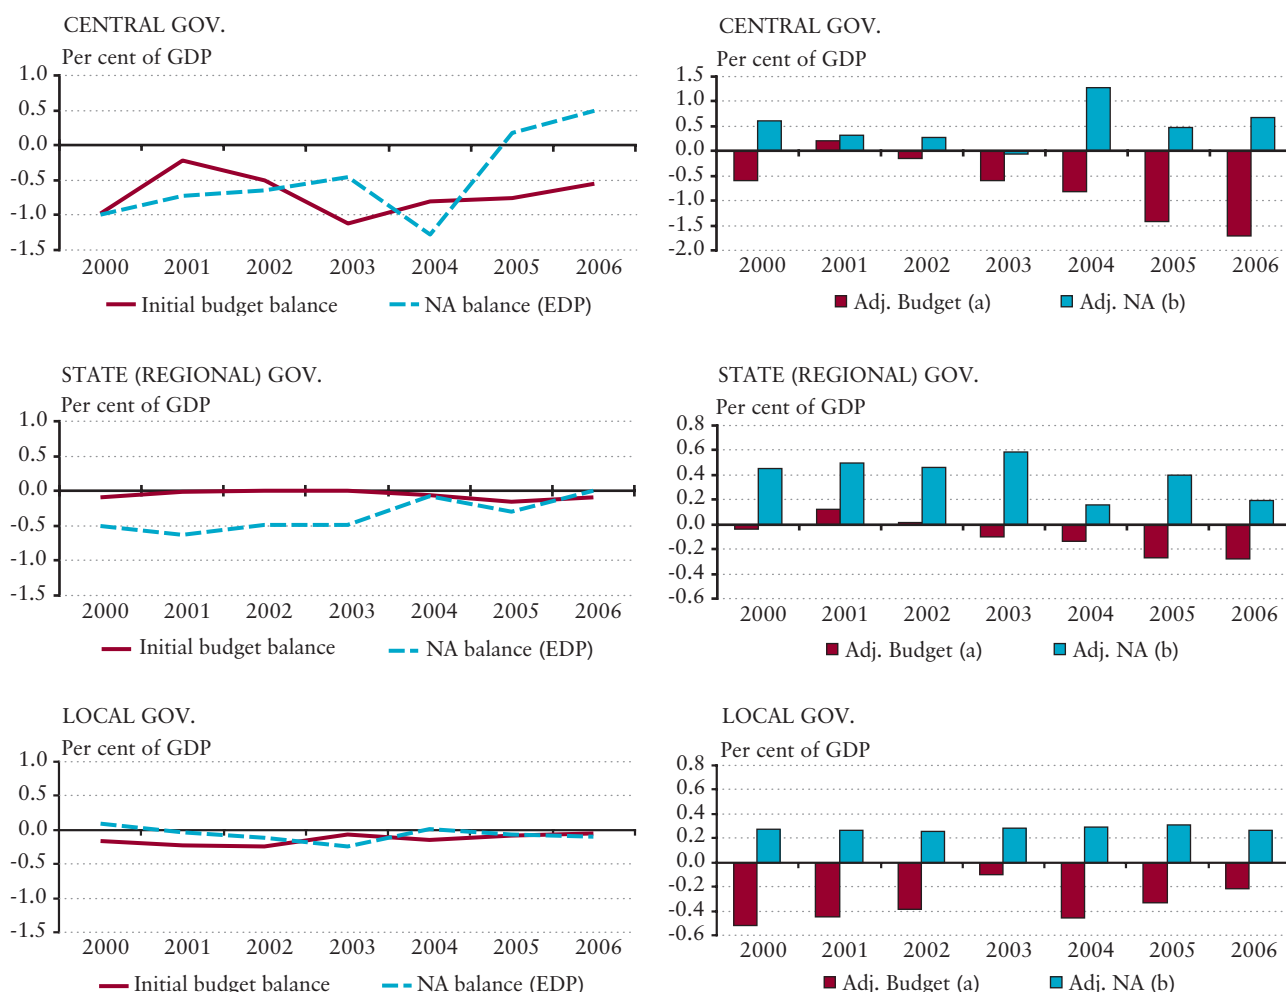 CENTRAL GOV.
Per cent of GDP
1.0
0.5
0.0
-0.5
-1.0
-1.5
2000 2001 2002 2003 2004 2005 2006
Initial budget balance NA balance (EDP)
CENTRAL GOV.
Per cent of GDP
1.5
1.0
0.5
0.0
-0.5
-1.0
-1.5
-2.0
2000 2001 2002 2003 2004 2005 2006
Adj. Budget (a) Adj. NA (b)
STATE (REGIONAL) GOV.
Per cent of GDP
1.0
0.5
0.0
-0.5
-1.0
-1.5
2000 2001 2002 2003 2004 2005 2006
Initial budget balance NA balance (EDP)
STATE (REGIONAL) GOV.
Per cent of GDP
0.8
0.6
0.4
0.2
0.0
-0.2
-0.4
-0.6
2000 2001 2002 2003 2004 2005 2006
Adj. Budget (a) Adj. NA (b)
LOCAL GOV.
Per cent of GDP
1.0
0.5
0.0
-0.5
-1.0
-1.5
2000 2001 2002 2003 2004 2005 2006
Initial budget balance NA balance (EDP)
LOCAL GOV.
Per cent of GDP
0.8
0.6
0.4
0.2
0.0
-0.2
-0.4
-0.6
2000 2001 2002 2003 2004 2005 2006
Adj. Budget (a) Adj. NA (b)